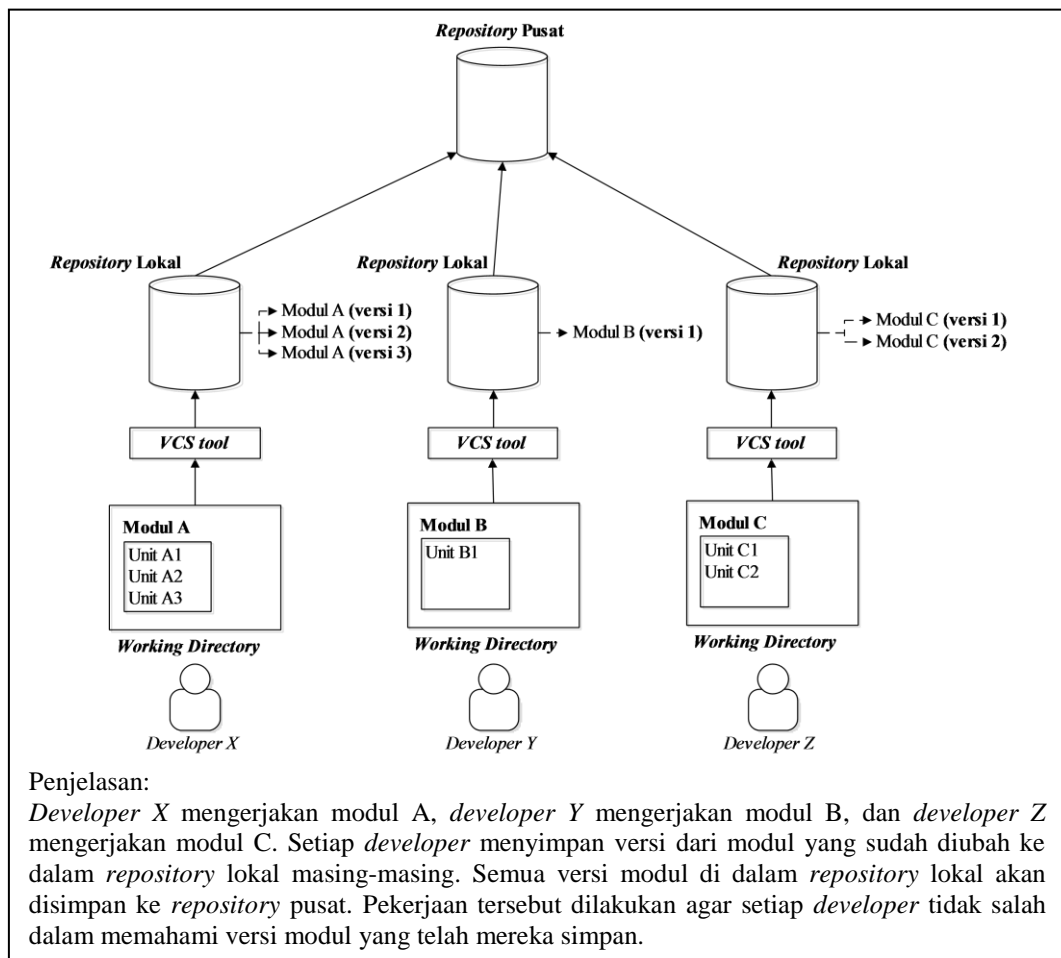 Repository Pusat
Repository Lokal
Repository Lokal
Repository Lokal
Modul A (versi 1)
Modul A (versi 2)
Modul A (versi 3)
Modul B (versi 1)
Modul C (versi 1)
Modul C (versi 2)
VCS tool
VCS tool
VCS tool
Modul A
Unit A1
Unit A2
Unit A3
Modul B
Unit B1
Modul C
Unit C1
Unit C2
Working Directory
Working Directory
Working Directory
Developer X
Developer Y
Developer Z
Penjelasan:
Developer X mengerjakan modul A, developer Y mengerjakan modul B, dan developer Z
mengerjakan modul C. Setiap developer menyimpan versi dari modul yang sudah diubah ke
dalam repository lokal masing-masing. Semua versi modul di dalam repository lokal akan
disimpan ke repository pusat. Pekerjaan tersebut dilakukan agar setiap developer tidak salah
dalam memahami versi modul yang telah mereka simpan.